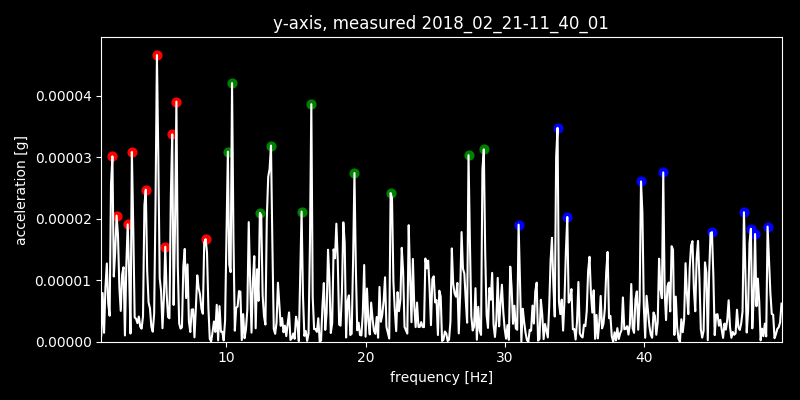 y-axis, measured 2018_02_21-11_40_01
0.00004
0.00003
0.00002
0.00001
0.00000
acceleration [g]
10 20 30 40
frequency [Hz]